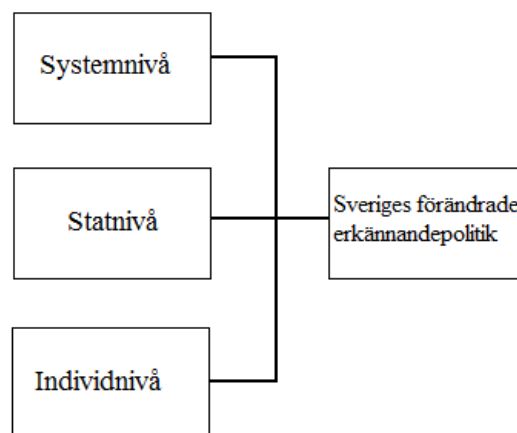 Systemnivå
Statnivå
Sveriges förändrade
erkännandepolitik
Individnivå